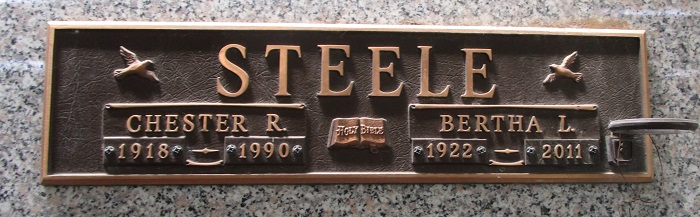 STEELE
CHESTER R.
1918 1990
HOLY BIBLE
BERTHA L.
1922 2011